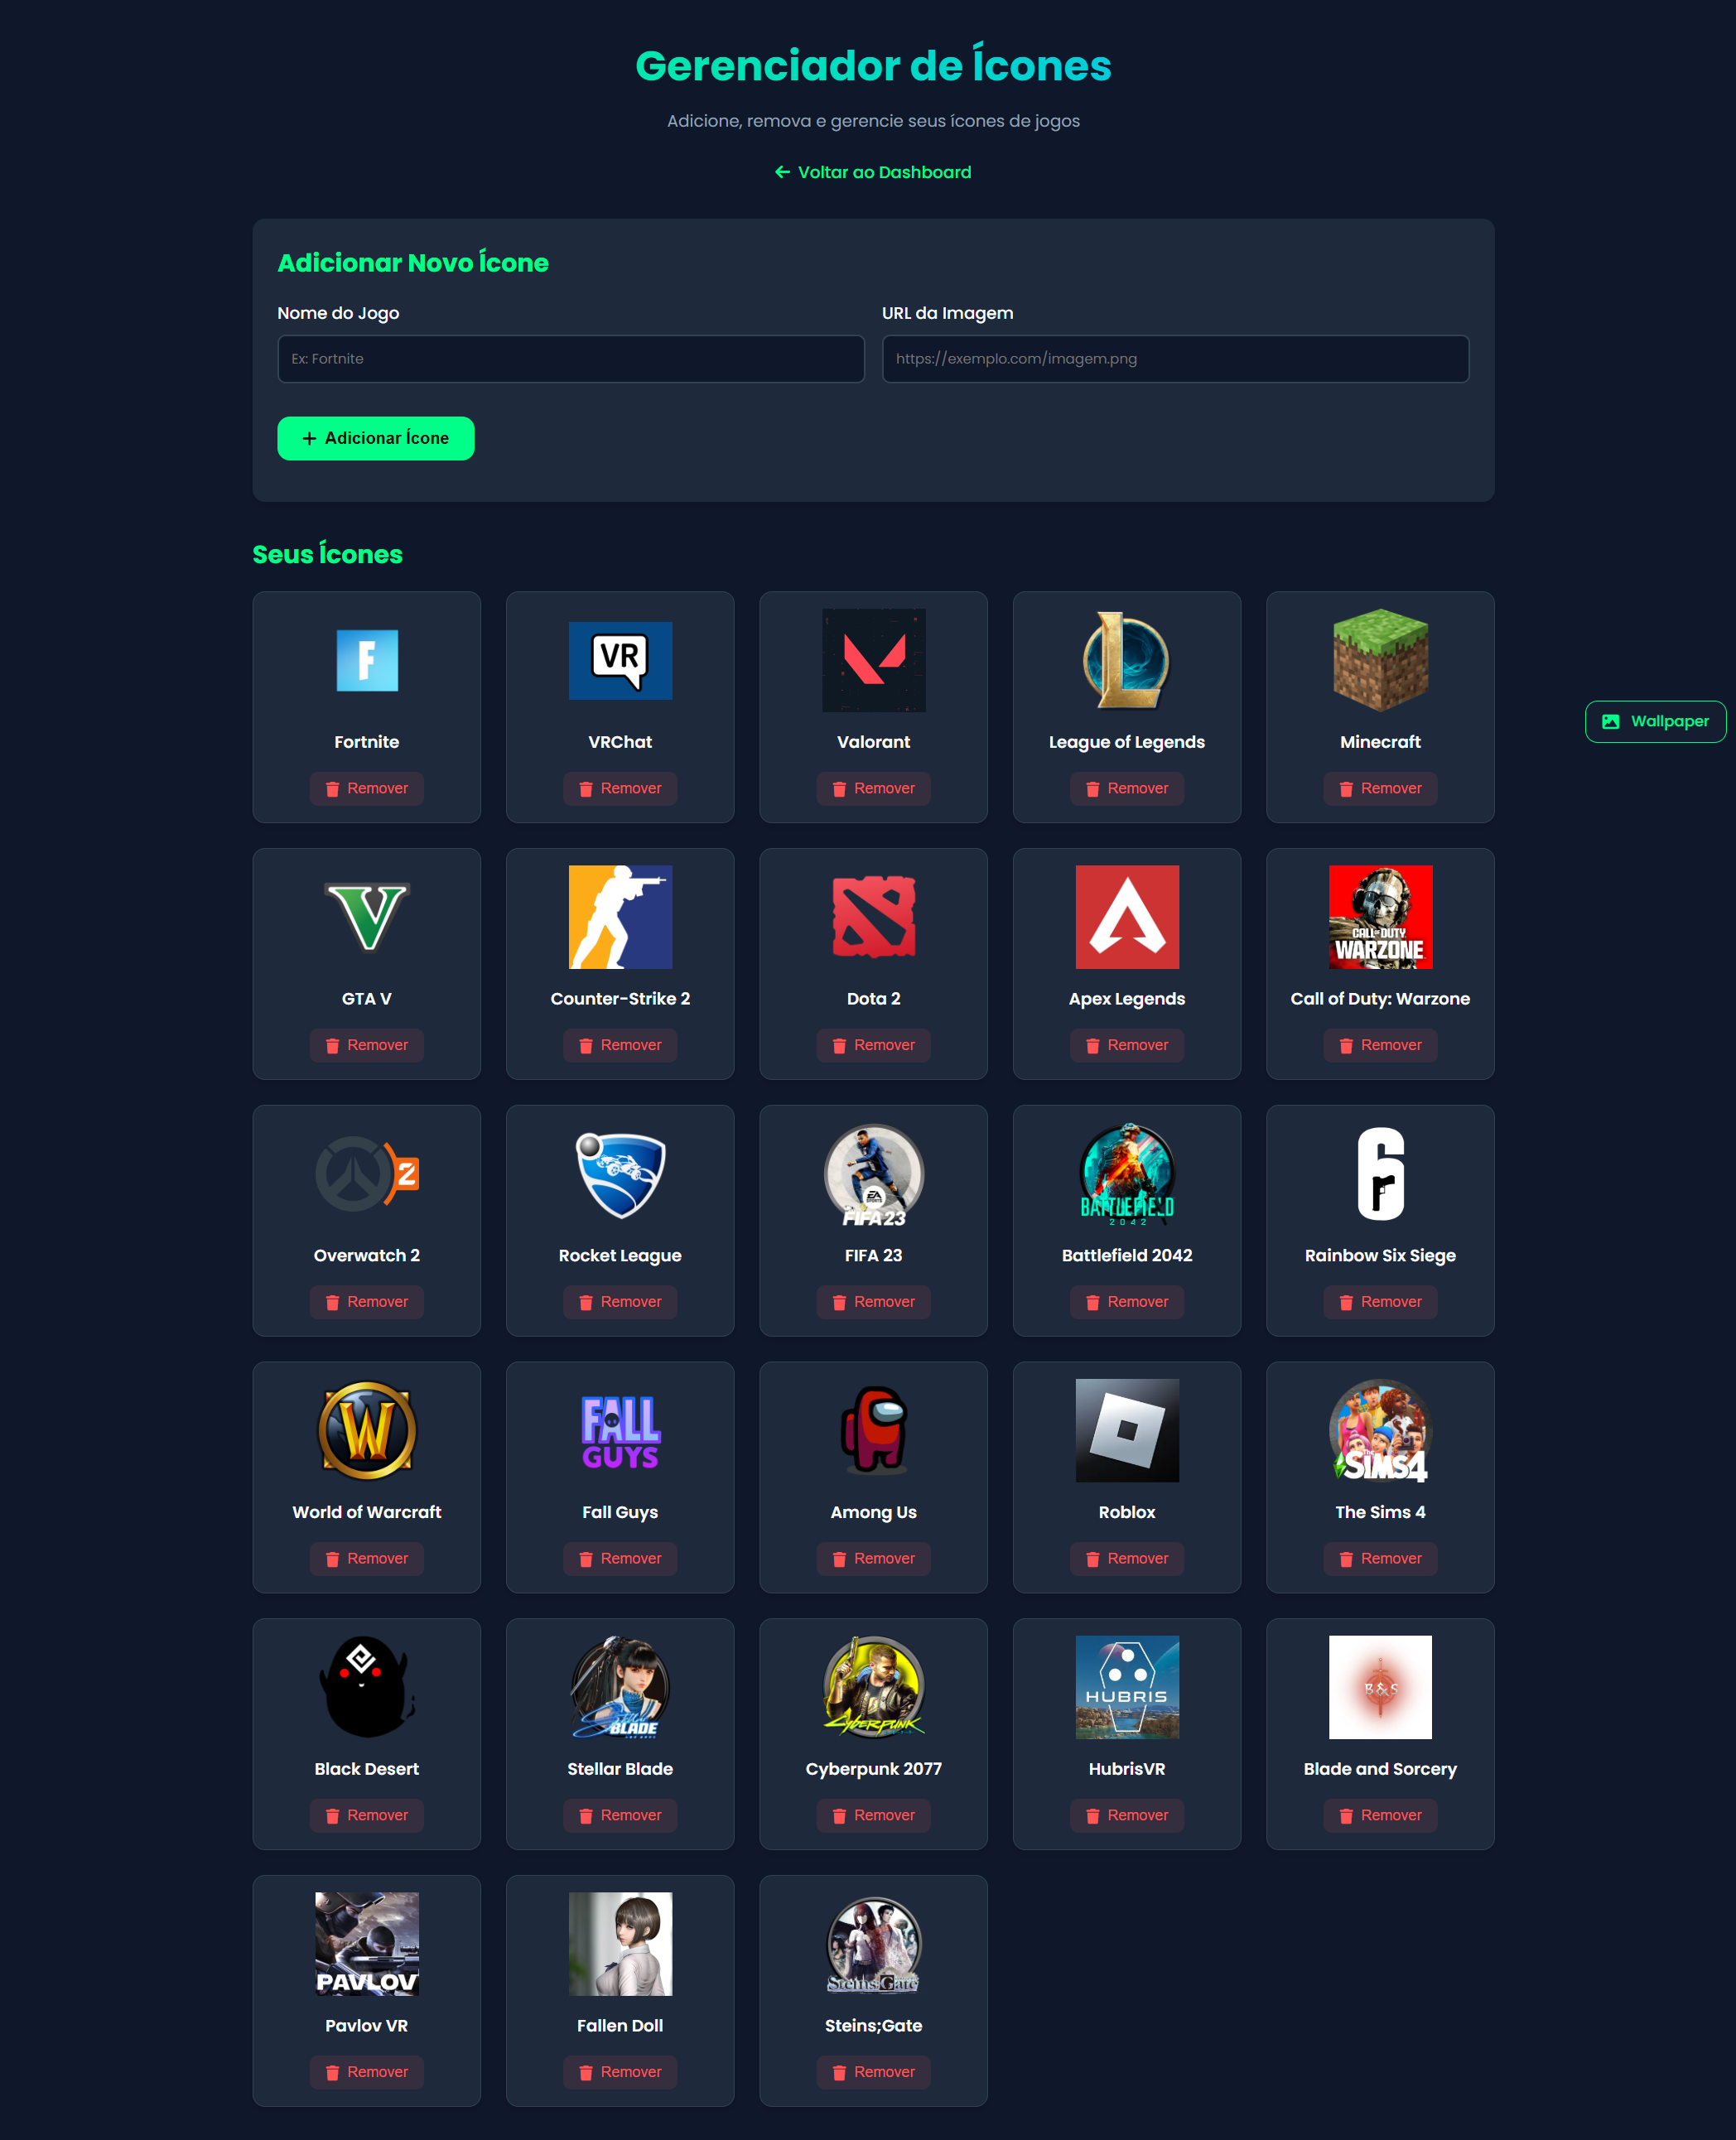 Gerenciador de Ícones
Adicione, remova e gerencie seus ícones de jogos
Voltar ao Dashboard
Adicionar Novo Ícone
Nome do Jogo
URL da Imagem
Ex: Fortnite
https://exemplo.com/imagem.png
Adicionar Ícone
Seus Ícones
F
VR
Fortnite
VRChat
Valorant
League of Legends
Minecraft
Wallpaper
Remover
Remover
Remover
Remover
Remover
V
CALL OF DUTY
WARZONE
GTA V
Counter-Strike 2
Dota 2
Apex Legends
Call of Duty: Warzone
Remover
Remover
Remover
Remover
Remover
2
EA
SPORTS
FIFA 23
BATTLEFIELD
2042
6
Overwatch 2
Rocket League
FIFA 23
Battlefield 2042
Rainbow Six Siege
Remover
Remover
Remover
Remover
Remover
W
FALL
GUYS
The
SIMS4
World of Warcraft
Fall Guys
Among Us
Roblox
The Sims 4
Remover
Remover
Remover
Remover
Remover
Stellar
BLADE
CYBERPUNK
HUBRIS
B&S
Black Desert
Stellar Blade
Cyberpunk 2077
HubrisVR
Blade and Sorcery
Remover
Remover
Remover
Remover
Remover
PAVLOV
Steins;Gate
Pavlov VR
Fallen Doll
Steins;Gate
Remover
Remover
Remover